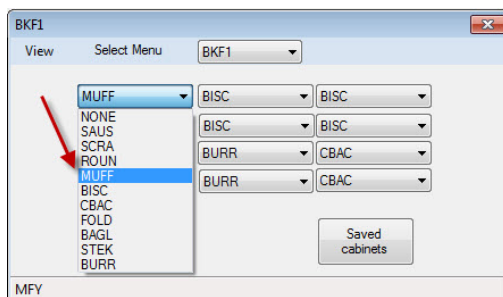 BKF1
View Select Menu BKF1
MUFF BISC BISC
NONE
SAUS BISC BISC
SCRA
ROUN BURR CBAC
MUFF
BISC BURR CBAC
CBAC
FOLD
BAGL
STEK
BURR
Saved
cabinets
MFY